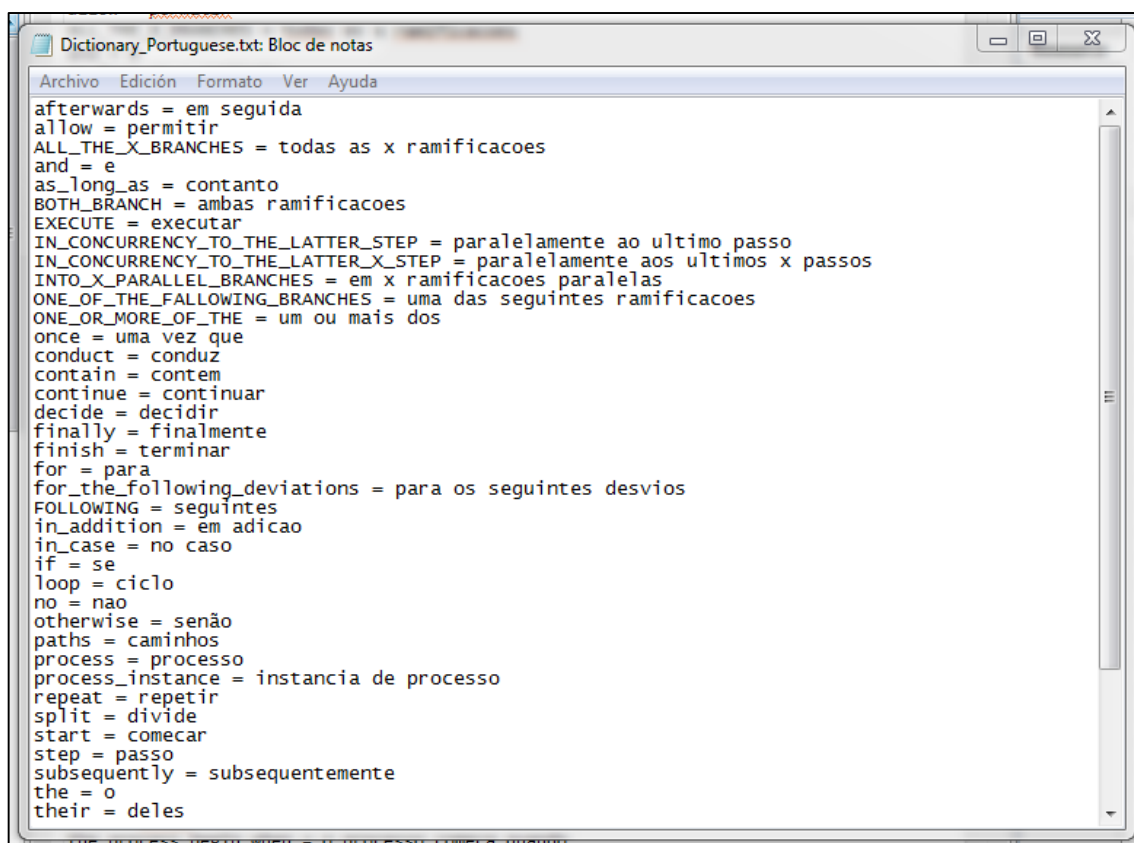 Dictionary_Portuguese.txt: Bloc de notas
Archivo Edición Formato Ver Ayuda
afterwards = em seguida
allow = permitir
ALL_THE_X_BRANCHES = todas as x ramificacoes
and = e
as_long_as = contanto
BOTH_BRANCH = ambas ramificacoes
EXECUTE = executar
IN_CONCURRENCY_TO_THE_LATTER_STEP = paralelamente ao ultimo passo
IN_CONCURRENCY_TO_THE_LATTER_X_STEP = paralelamente aos ultimos x passos
INTO_X_PARALLEL_BRANCHES = em x ramificacoes paralelas
ONE_OF_THE_FALLOWING_BRANCHES = uma das seguintes ramificacoes
ONE_OR_MORE_OF_THE = um ou mais dos
once = uma vez que
conduct = conduz
contain = contem
continue = continuar
decide = decidir
finally = finalmente
finish = terminar
for = para
for_the_following_deviations = para os seguintes desvios
FOLLOWING = seguintes
in_addition = em adicao
in_case = no caso
if = se
loop = ciclo
no = nao
otherwise = senão
paths = caminhos
process = processo
process_instance = instancia de processo
repeat = repetir
split = divide
start = comecar
step = passo
subsequently = subsequentemente
the = o
their = deles